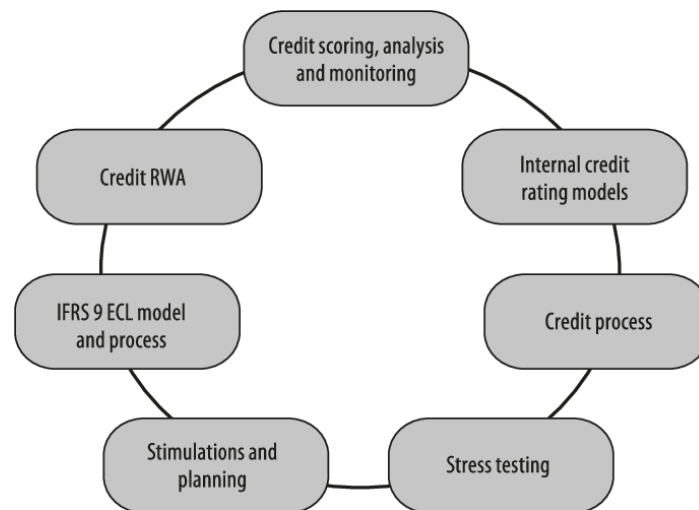 Credit scoring, analysis
and monitoring
Credit RWA
Internal credit
rating models
IFRS 9 ECL model
and process
Credit process
Stimulations and
planning
Stress testing